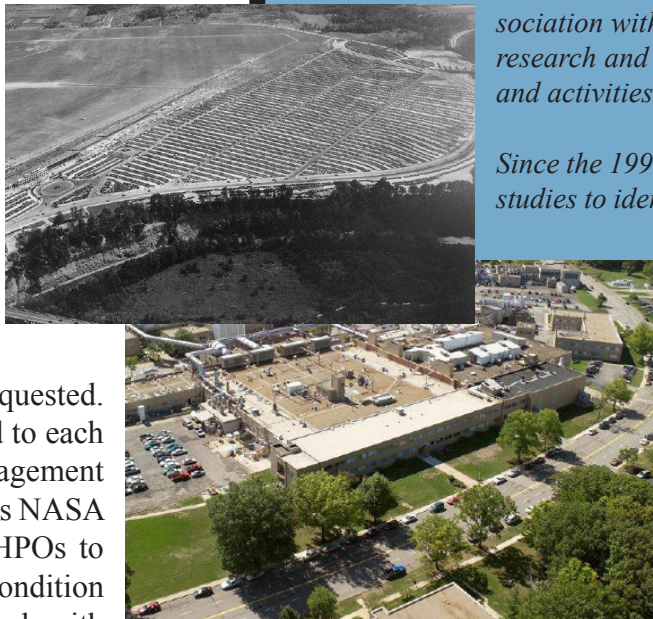 sociation with
research and
and activities
Since the 199
studies to iden
quested.
d to each
agement
s NASA
HPOs to
ondition